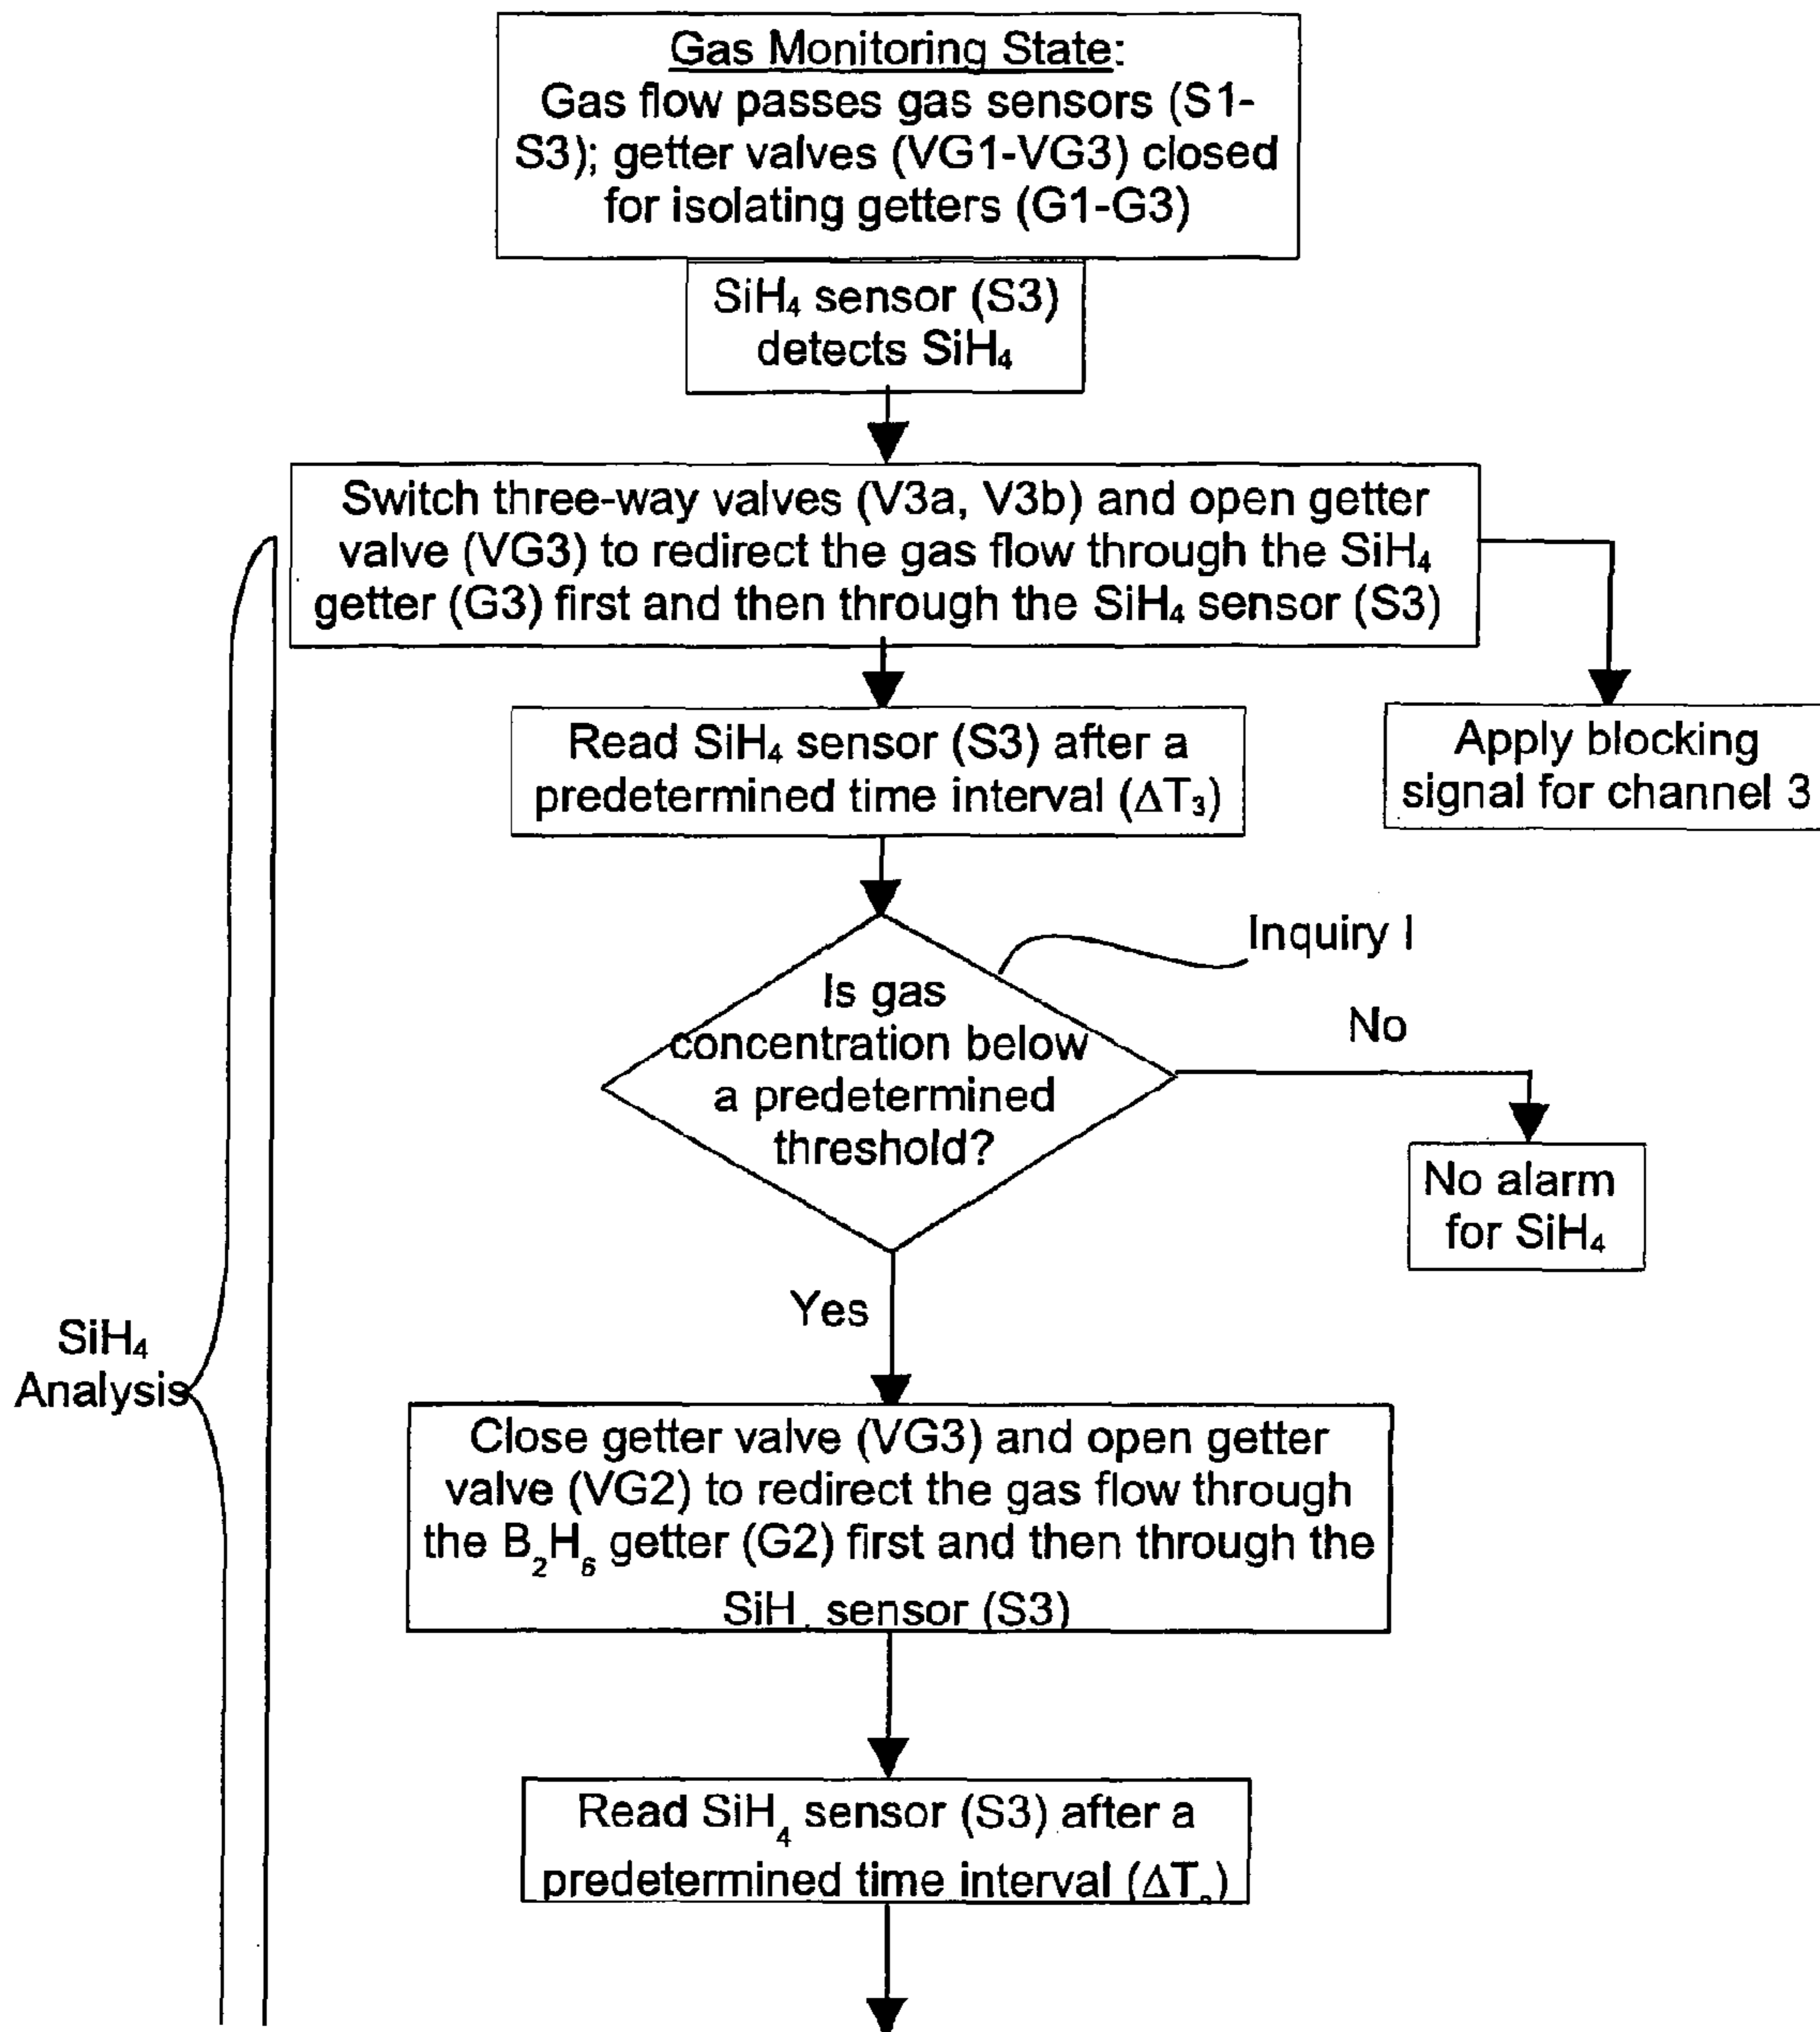 Gas Monitoring State:
Gas flow passes gas sensors (S1-
S3); getter valves (VG1-VG3) closed
for isolating getters (G1-G3)
SiH₄ sensor (S3)
detects SiH₄
Switch three-way valves (V3a, V3b) and open getter
valve (VG3) to redirect the gas flow through the SiH₄
getter (G3) first and then through the SiH₄ sensor (S3)
Read SiH₄ sensor (S3) after a
predetermined time interval (ΔT₃)
Apply blocking
signal for channel 3
Inquiry I
Is gas
concentration below
a predetermined
threshold?
No
No alarm
for SiH₄
Yes
SiH₄
Analysis
Close getter valve (VG3) and open getter
valve (VG2) to redirect the gas flow through
the B₂H₆ getter (G2) first and then through the
SiH sensor (S3)
Read SiH₄ sensor (S3) after a
predetermined time interval (ΔT )